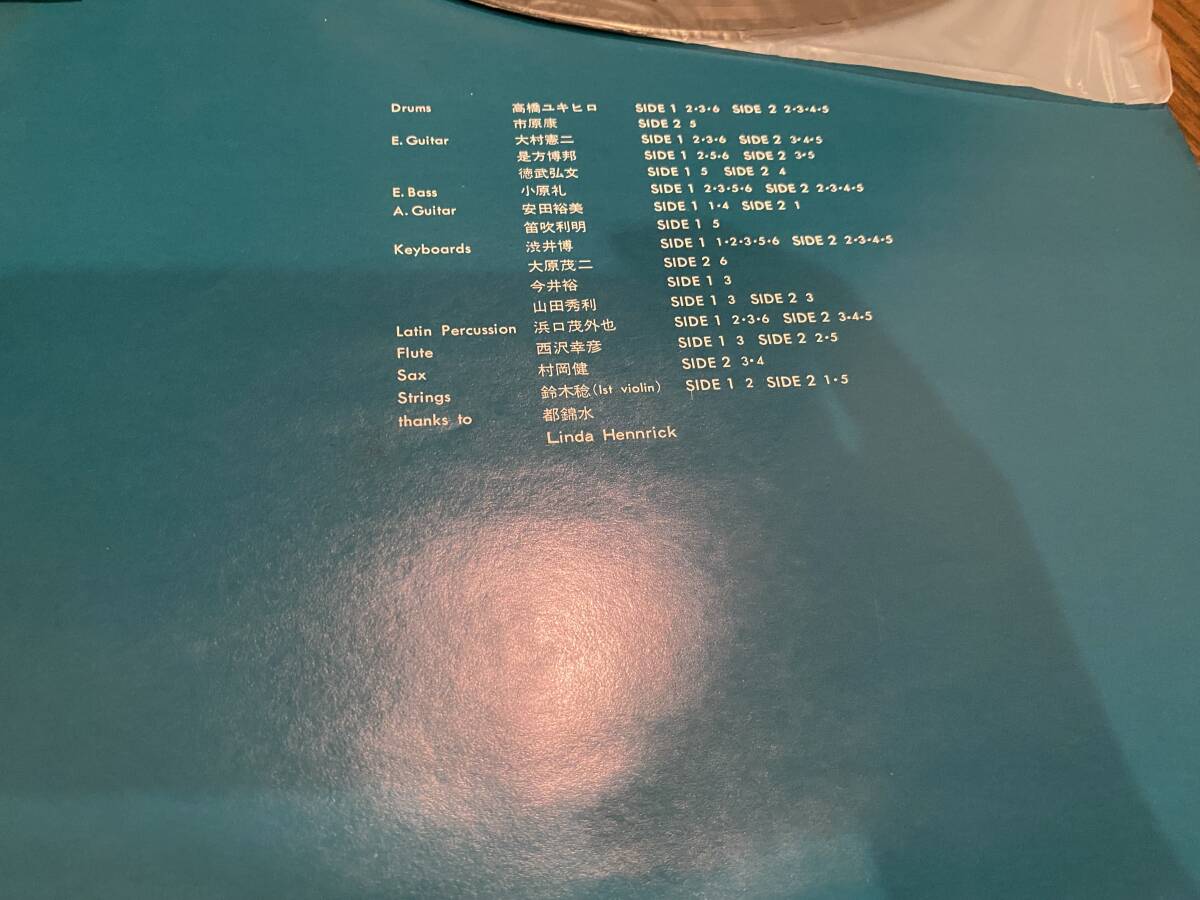 Drums 高橋ユキヒロ SIDE 1 2・3・6 SIDE 2 2・3・4・5
市原康 SIDE 2 5
E. Guitar 大村憲二 SIDE 1 2・3・6 SIDE 2 3・4・5
是方博邦 SIDE 1 2・5・6 SIDE 2 3・5
徳武弘文 SIDE 1 5 SIDE 2 4
E. Bass 小原礼 SIDE 1 2・3・5・6 SIDE 2 2・3・4・5
A. Guitar 安田裕美 SIDE 1 1・4 SIDE 2 1
笛吹利明 SIDE 1 5
Keyboards 渋井博 SIDE 1 1・2・3・5・6 SIDE 2 2・3・4・5
大原茂二 SIDE 2 6
今井裕 SIDE 1 3
山田秀利 SIDE 1 3 SIDE 2 3
Latin Percussion 浜口茂外也 SIDE 1 2・3・6 SIDE 2 3・4・5
Flute 西沢幸彦 SIDE 1 3 SIDE 2 2・5
Sax 村岡健 SIDE 2 3・4
Strings 鈴木稔(1st violin) SIDE 1 2 SIDE 2 1・5
thanks to 都錦水
Linda Hennrick